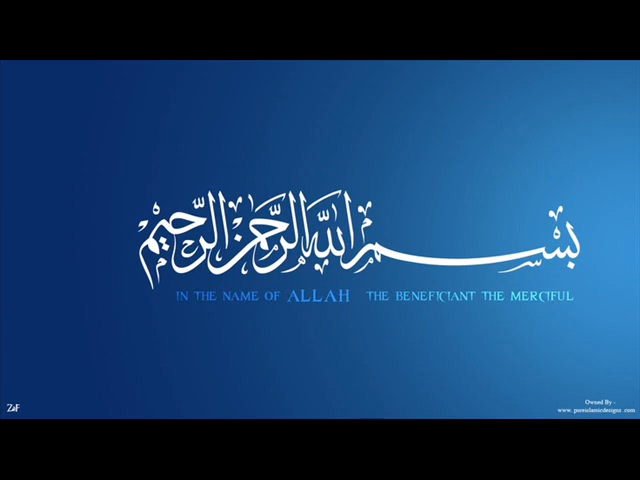 بسم الله الرحمن الرحيم
IN THE NAME OF ALLAH THE BENEFICIANT THE MERCIFUL
ZaF
Owned By -
www. pureislamicdesigns .com